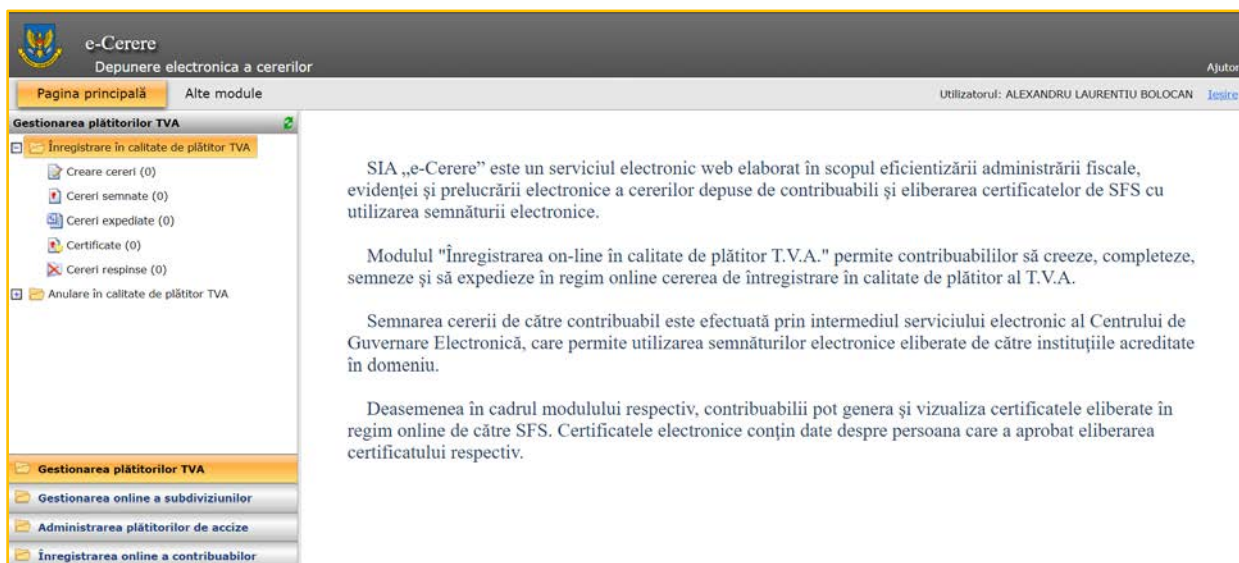 e-Cerere
Depunere electronica a cererilor
Ajutor
Pagina principală
Alte module
Utilizatorul: ALEXANDRU LAURENTIU BOLOCAN
Iesire
Gestionarea plătitorilor TVA
Înregistrare în calitate de plătitor TVA
Creare cereri (0)
Cereri semnate (0)
Cereri expediate (0)
Certificate (0)
Cereri respinse (0)
Anulare în calitate de plătitor TVA
Gestionarea plătitorilor TVA
Gestionarea online a subdiviziunilor
Administrarea plătitorilor de accize
Înregistrarea online a contribuabilor
SIA „e-Cerere” este un serviciul electronic web elaborat în scopul eficientizării administrării fiscale,
evidenței și prelucrării electronice a cererilor depuse de contribuabili și eliberarea certificatelor de SFS cu
utilizarea semnăturii electronice.
Modulul "Înregistrarea on-line în calitate de plătitor T.V.A." permite contribuabililor să creeze, completeze,
semneze și să expedieze în regim online cererea de întregistrare în calitate de plătitor al T.V.A.
Semnarea cererii de către contribuabil este efectuată prin intermediul serviciului electronic al Centrului de
Guvernare Electronică, care permite utilizarea semnăturilor electronice eliberate de către instituțiile acreditate
în domeniu.
Deasemenea în cadrul modulului respectiv, contribuabilii pot genera și vizualiza certificatele eliberate în
regim online de către SFS. Certificatele electronice conțin date despre persoana care a aprobat eliberarea
certificatului respectiv.